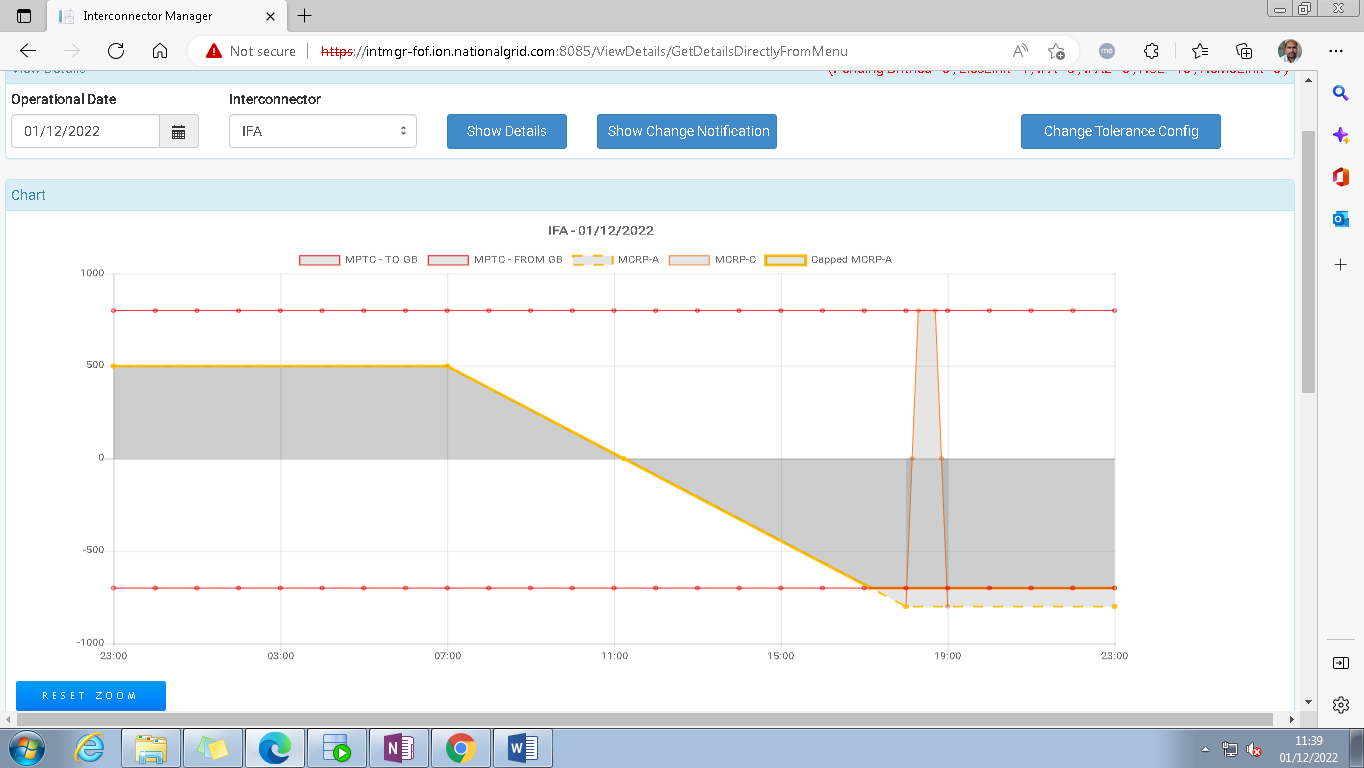 Interconnector Manager
Not secure https://intmgr-fof.ion.nationalgrid.com:8085/ViewDetails/GetDetailsDirectlyFromMenu
View Details
Operational Date Interconnector
01/12/2022 IFA Show Details Show Change Notification Change Tolerance Config
Chart
IFA - 01/12/2022
MPTC - TO GB MPTC - FROM GB MCRP-A MCRP-C Capped MCRP-A
1000
500
0
-500
-1000
23:00 03:00 07:00 11:00 15:00 19:00 23:00
RESET ZOOM
11:39
01/12/2022